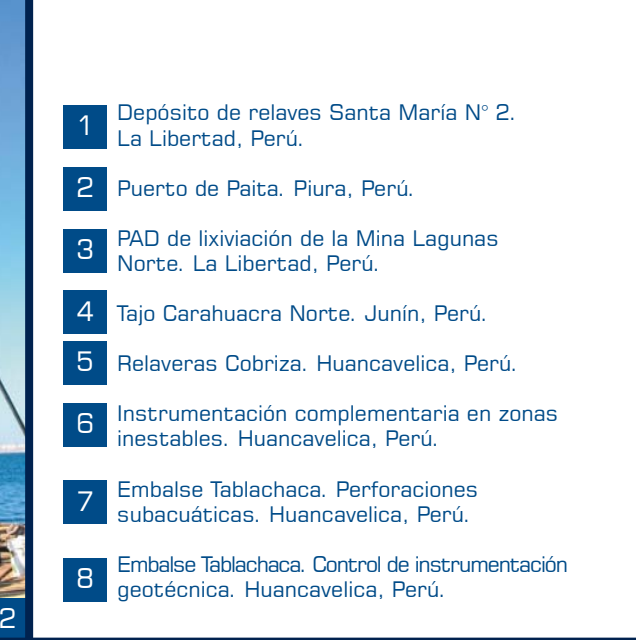 1 Depósito de relaves Santa María N° 2.
La Libertad, Perú.
2 Puerto de Paita. Piura, Perú.
3 PAD de lixiviación de la Mina Lagunas
Norte. La Libertad, Perú.
4 Tajo Carahuacra Norte. Junín, Perú.
5 Relaveras Cobriza. Huancavelica, Perú.
6 Instrumentación complementaria en zonas
inestables. Huancavelica, Perú.
7 Embalse Tablachaca. Perforaciones
subacuáticas. Huancavelica, Perú.
8 Embalse Tablachaca. Control de instrumentación
geotécnica. Huancavelica, Perú.
2